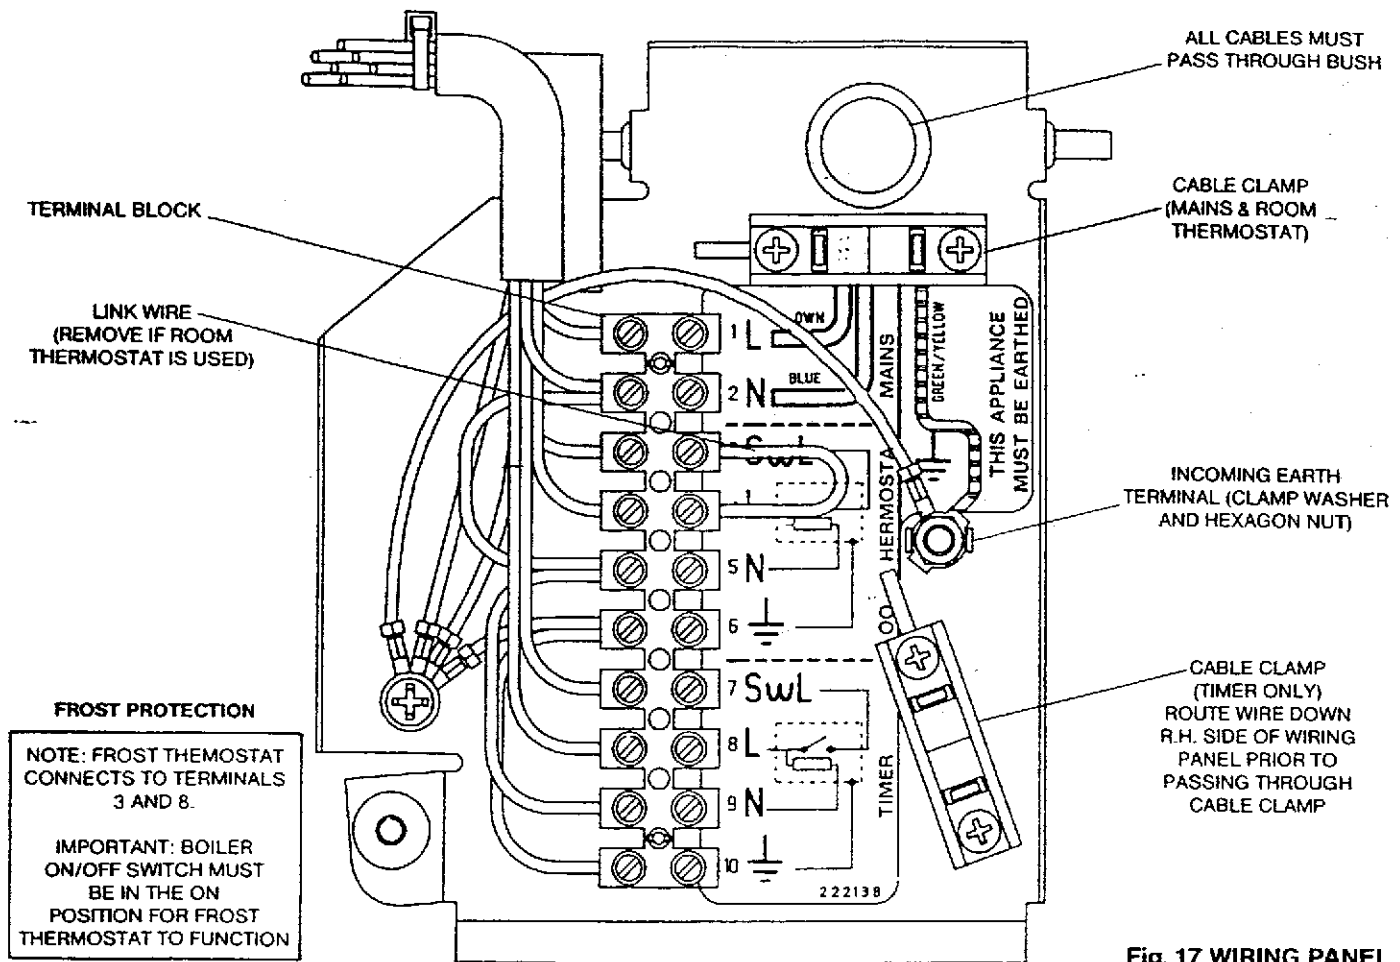 ALL CABLES MUST
PASS THROUGH BUSH
CABLE CLAMP
(MAINS & ROOM
THERMOSTAT)
TERMINAL BLOCK
LINK WIRE
(REMOVE IF ROOM
THERMOSTAT IS USED)
1 L
OWN
2 N
BLUE
SwL
5 N
6
7 SwL
8 L
9 N
10
MAINS
HERMOSTA
OO
TIMER
GREEN/YELLOW
THIS APPLIANCE
MUST BE EARTHED
222138
INCOMING EARTH
TERMINAL (CLAMP WASHER
AND HEXAGON NUT)
CABLE CLAMP
(TIMER ONLY)
ROUTE WIRE DOWN
R.H. SIDE OF WIRING
PANEL PRIOR TO
PASSING THROUGH
CABLE CLAMP
FROST PROTECTION
NOTE: FROST THEMOSTAT
CONNECTS TO TERMINALS
3 AND 8.
IMPORTANT: BOILER
ON/OFF SWITCH MUST
BE IN THE ON
POSITION FOR FROST
THERMOSTAT TO FUNCTION
Fig. 17 WIRING PANEL